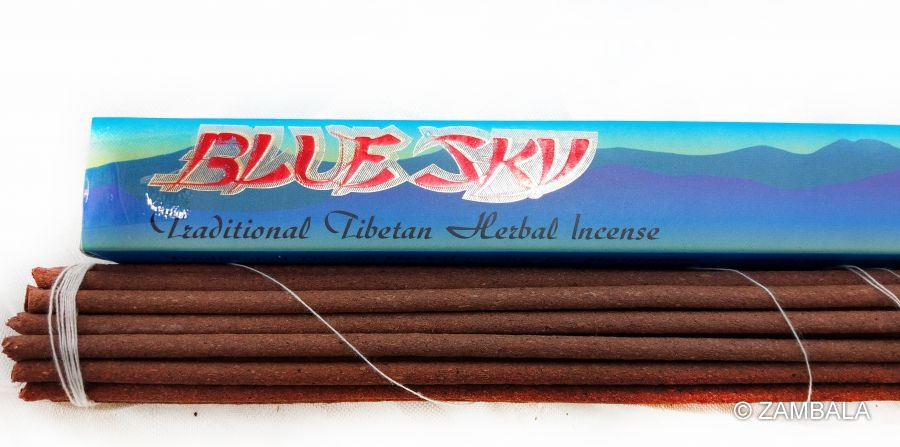 BLUE SKY
Traditional Tibetan Herbal Incense
© ZAMBALA